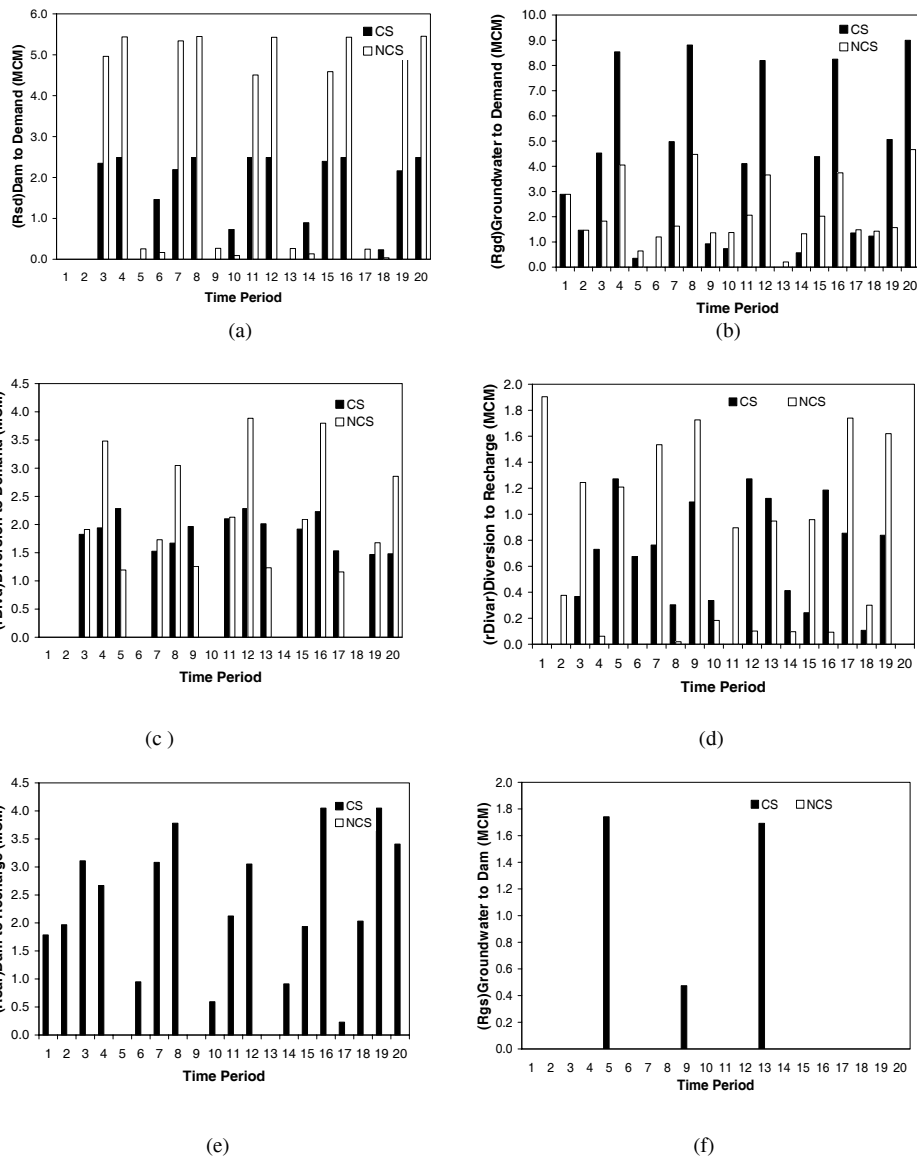 6.0
5.0
4.0
3.0
2.0
1.0
0.0
(Rsd)Dam to Demand (MCM)
CS
NCS
1 2 3 4 5 6 7 8 9 10 11 12 13 14 15 16 17 18 19 20
Time Period
(a)
10.0
9.0
8.0
7.0
6.0
5.0
4.0
3.0
2.0
1.0
0.0
(Rgd)Groundwater to Demand (MCM)
CS
NCS
1 2 3 4 5 6 7 8 9 10 11 12 13 14 15 16 17 18 19 20
Time Period
(b)
4.5
4.0
3.5
3.0
2.5
2.0
1.5
1.0
0.5
0.0
Diversion to Demand (MCM)
CS
NCS
1 2 3 4 5 6 7 8 9 10 11 12 13 14 15 16 17 18 19 20
Time Period
(c )
2.0
1.8
1.6
1.4
1.2
1.0
0.8
0.6
0.4
0.2
0.0
(rDivar)Diversion to Recharge (MCM)
CS NCS
1 2 3 4 5 6 7 8 9 10 11 12 13 14 15 16 17 18 19 20
Time Period
(d)
4.5
4.0
3.5
3.0
2.5
2.0
1.5
1.0
0.5
0.0
Dam to Recharge (MCM)
CS
NCS
1 2 3 4 5 6 7 8 9 10 11 12 13 14 15 16 17 18 19 20
Time Period
(e)
2.0
1.8
1.6
1.4
1.2
1.0
0.8
0.6
0.4
0.2
0.0
(Rgs)Groundwater to Dam (MCM)
CS NCS
1 2 3 4 5 6 7 8 9 10 11 12 13 14 15 16 17 18 19 20
Time Period
(f)